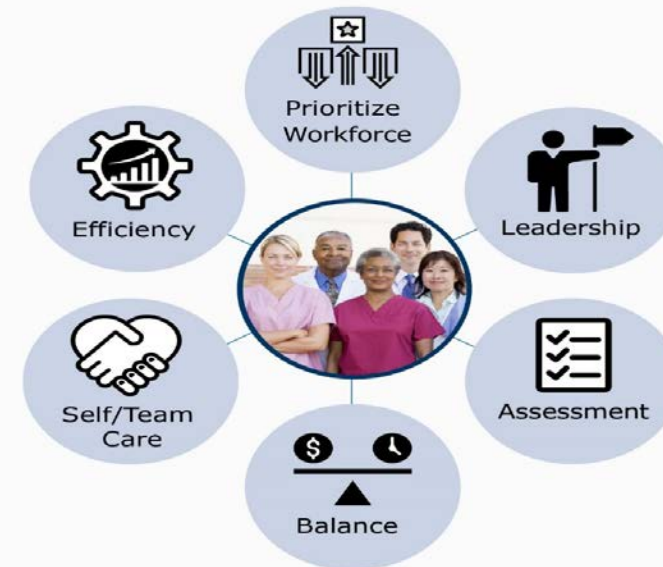 Prioritize
Workforce
Leadership
Assessment
$
Balance
Self/Team
Care
Efficiency